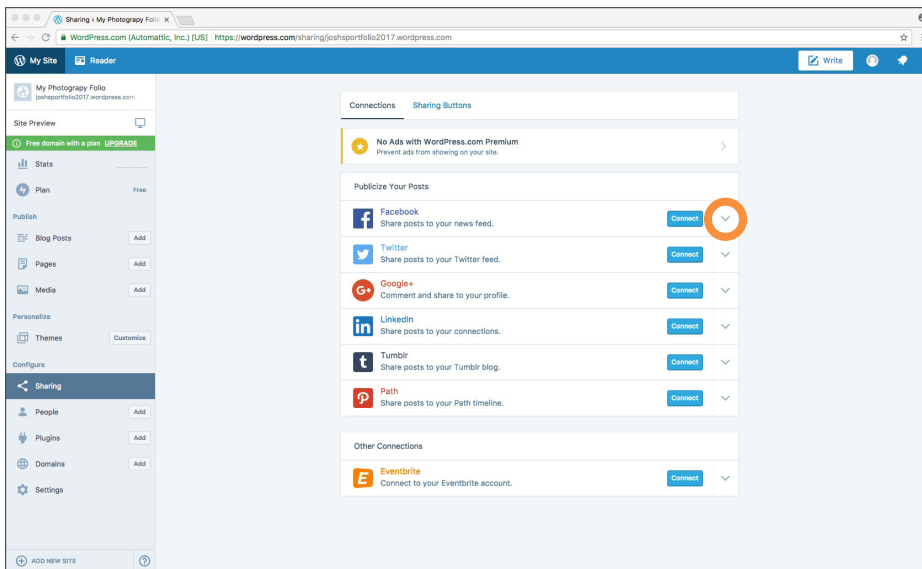 Sharing ‹ My Photograpy Folio
WordPress.com (Automattic, Inc.) [US] https://wordpress.com/sharing/joshsportfolio2017.wordpress.com
My Site Reader Write
My Photograpy Folio
joshsportfolio2017.wordpress.com
Site Preview
Free domain with a plan UPGRADE
Stats
Plan Free
Publish
Blog Posts Add
Pages Add
Media Add
Personalize
Themes Customize
Configure
Sharing
People Add
Plugins Add
Domains Add
Settings
ADD NEW SITE
Connections Sharing Buttons
No Ads with WordPress.com Premium
Prevent ads from showing on your site.
Publicize Your Posts
Facebook
Share posts to your news feed.
Connect
Twitter
Share posts to your Twitter feed.
Connect
G+ Google+
Comment and share to your profile.
Connect
in LinkedIn
Share posts to your connections.
Connect
t Tumblr
Share posts to your Tumblr blog.
Connect
Path
Share posts to your Path timeline.
Connect
Other Connections
E Eventbrite
Connect to your Eventbrite account.
Connect